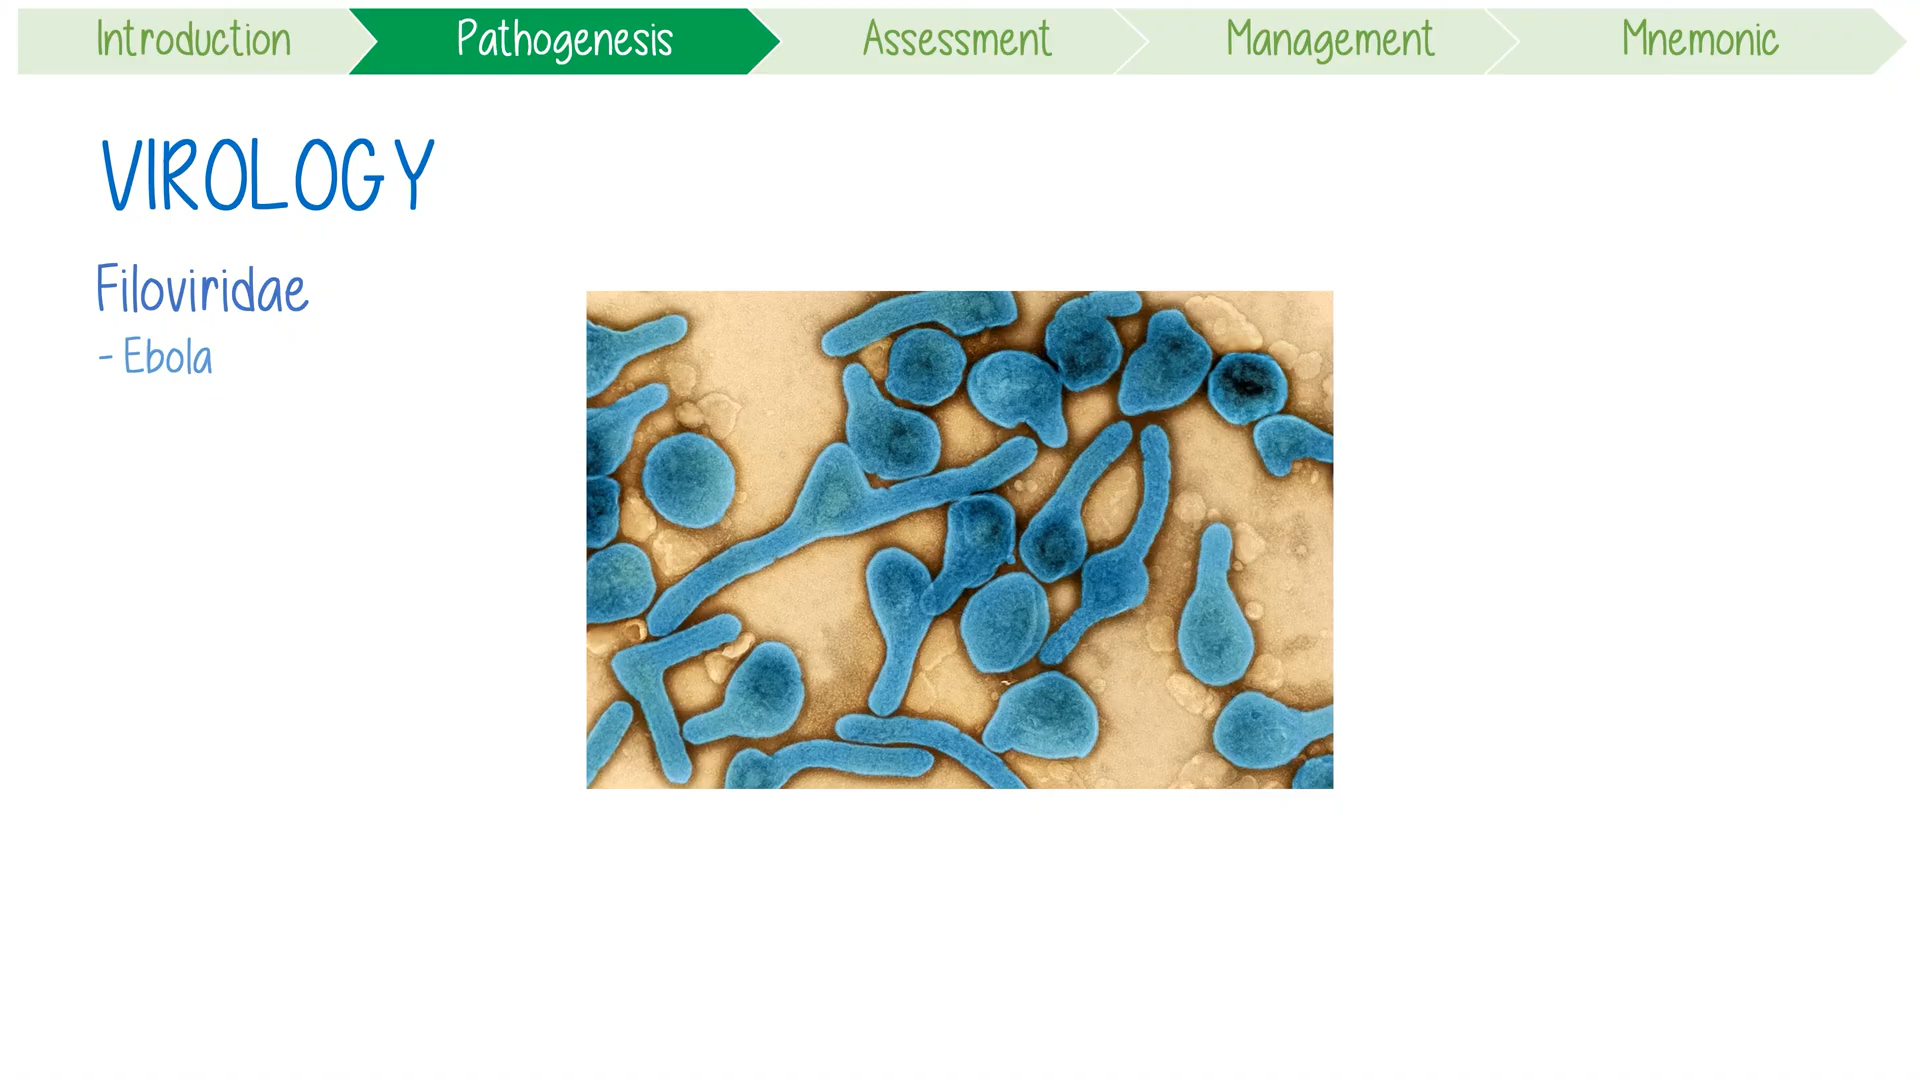 Introduction
Pathogenesis
Assessment
Management
Mnemonic
VIROLOGY
Filoviridae
- Ebola